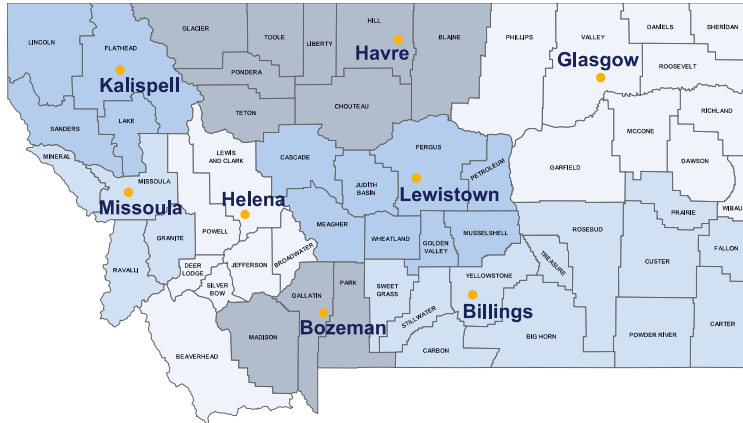 LINCOLN
FLATHEAD
GLACIER
TOOLE
LIBERTY
HILL
BLAINE
PHILLIPS
VALLEY
DANIELS
SHERIDAN
Kalispell
Havre
Glasgow
PONDERA
ROOSEVELT
TETON
CHOUTEAU
RICHLAND
SANDERS
LAKE
MINERAL
MISSOULA
LEWIS
AND CLARK
CASCADE
FERGUS
PETROLEUM
GARFIELD
MCCONE
DAWSON
JUDITH
BASIN
Missoula
Helena
Lewistown
WIBAU
PRAIRIE
POWELL
GRANITE
MEAGHER
WHEATLAND
GOLDEN
VALLEY
MUSSELSHELL
ROSEBUD
FALLON
RAVALLI
DEER
LODGE
JEFFERSON
BROADWATER
TREASURE
CUSTER
SILVER
BOW
GALLATIN
PARK
SWEET
GRASS
STILLWATER
YELLOWSTONE
Bozeman
Billings
MADISON
BEAVERHEAD
CARBON
BIG HORN
POWDER RIVER
CARTER